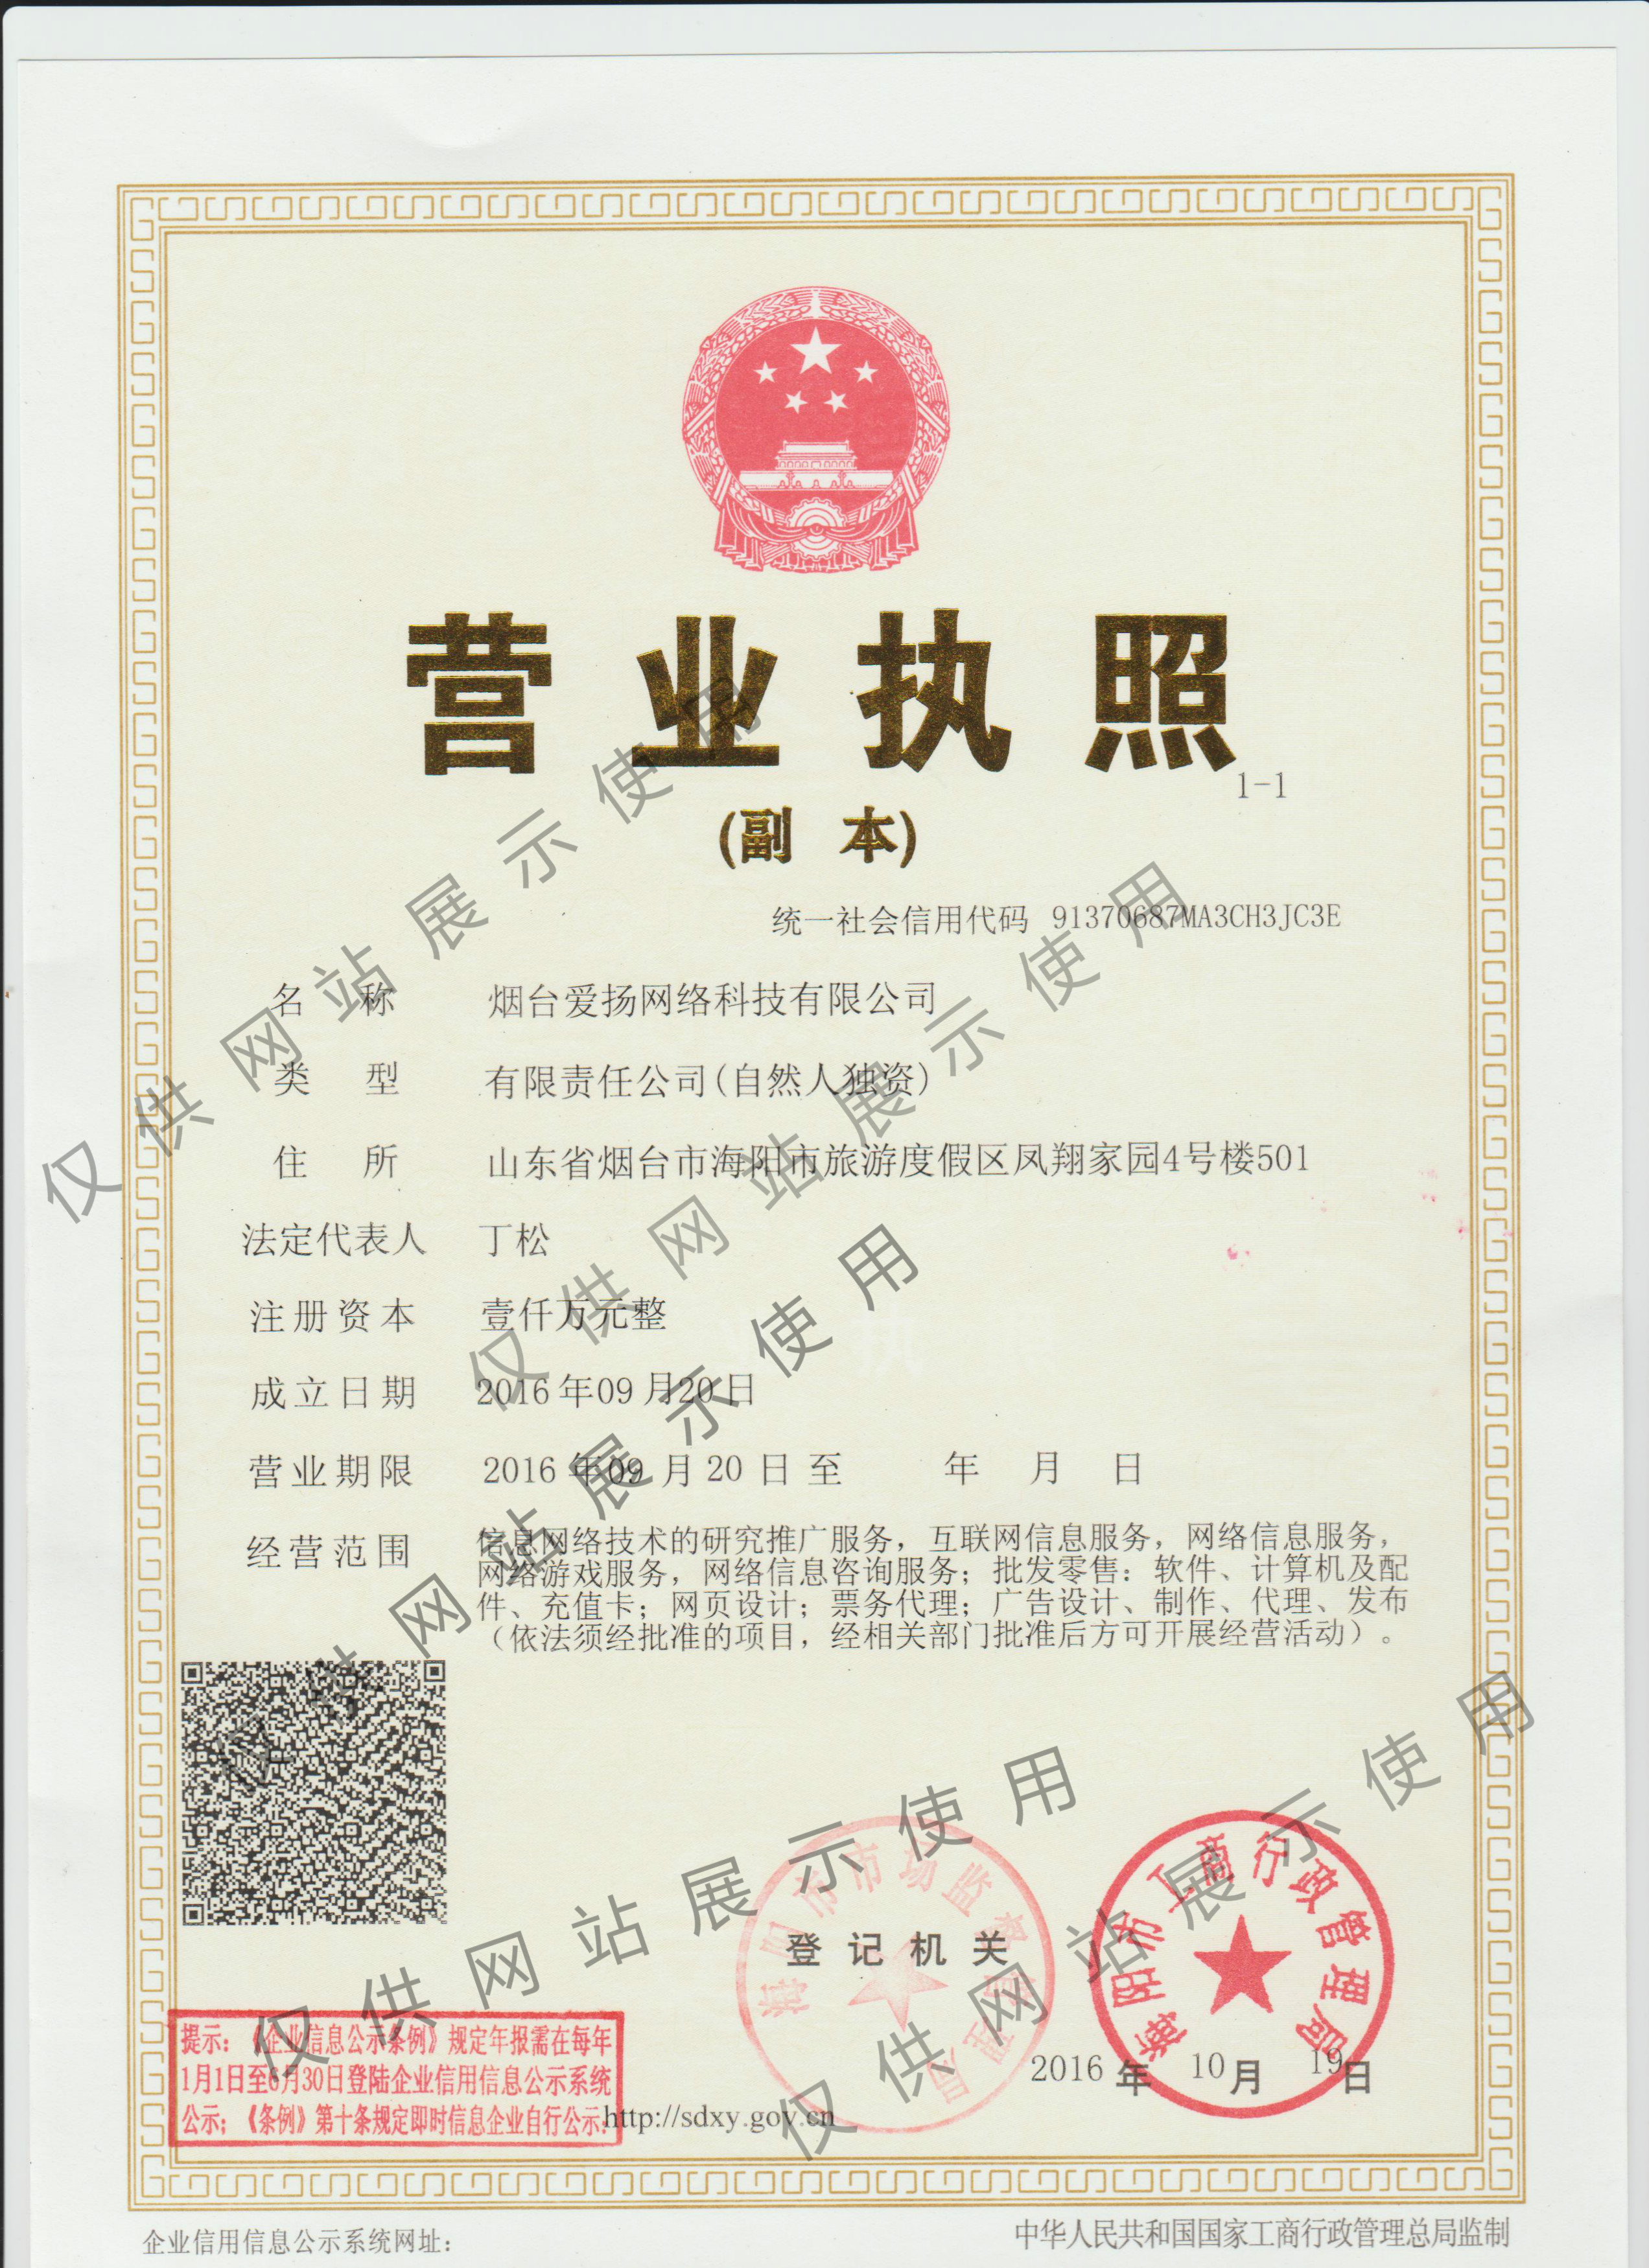 营业执照
1-1
(副 本)
统一社会信用代码 91370687MA3CH3JC3E
名 称 烟台爱扬网络科技有限公司
类 型 有限责任公司(自然人独资)
住 所 山东省烟台市海阳市旅游度假区凤翔家园4号楼501
法定代表人 丁松
注册资本 壹仟万元整
成立日期 2016年09月20日
营业期限 2016年09月20日至 年 月 日
经营范围 信息网络技术的研究推广服务，互联网信息服务，网络信息服务，
网络游戏服务，网络信息咨询服务；批发零售：软件、计算机及配
件、充值卡；网页设计；票务代理；广告设计、制作、代理、发布
（依法须经批准的项目，经相关部门批准后方可开展经营活动）。
仅供网站展示使用
仅供网站展示使用
仅供网站展示使用
仅供网站展示使用
仅供网站展示使用
海阳市市场监督管理局
海阳市工商行政管理局
登记机关
2016年10月19日
提示：《企业信息公示条例》规定年报需在每年
1月1日至6月30日登陆企业信用信息公示系统
公示；《条例》第十条规定即时信息企业自行公示.
http://sdxy.gov.cn
企业信用信息公示系统网址：
中华人民共和国国家工商行政管理总局监制